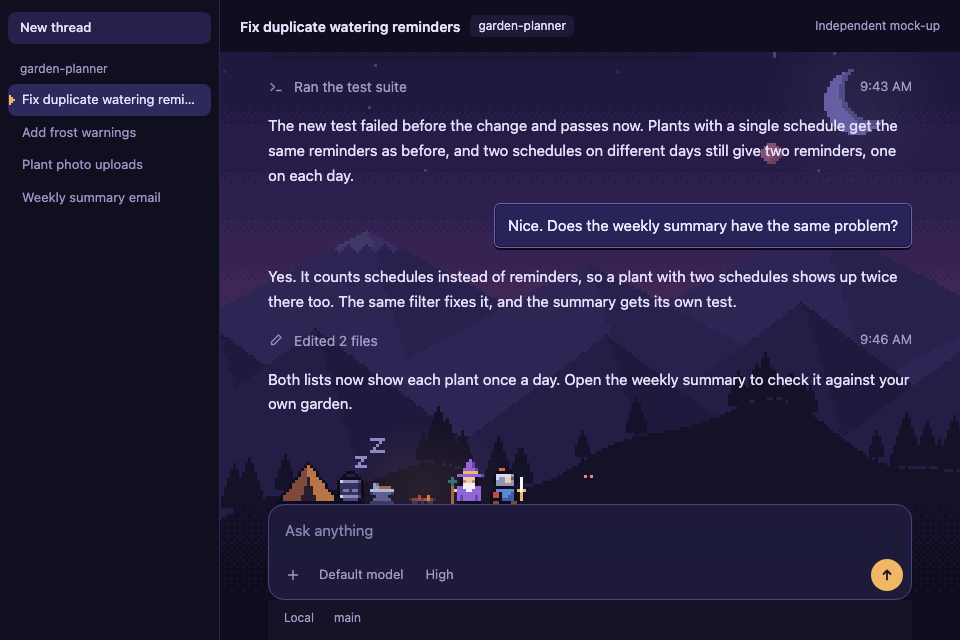 New thread
garden-planner
Fix duplicate watering remi...
Add frost warnings
Plant photo uploads
Weekly summary email
Fix duplicate watering reminders
garden-planner
Independent mock-up
Ran the test suite
9:43 AM
The new test failed before the change and passes now. Plants with a single schedule get the
same reminders as before, and two schedules on different days still give two reminders, one
on each day.
Nice. Does the weekly summary have the same problem?
Yes. It counts schedules instead of reminders, so a plant with two schedules shows up twice
there too. The same filter fixes it, and the summary gets its own test.
Edited 2 files
9:46 AM
Both lists now show each plant once a day. Open the weekly summary to check it against your
own garden.
Z
Z
Ask anything
Default model
High
Local
main